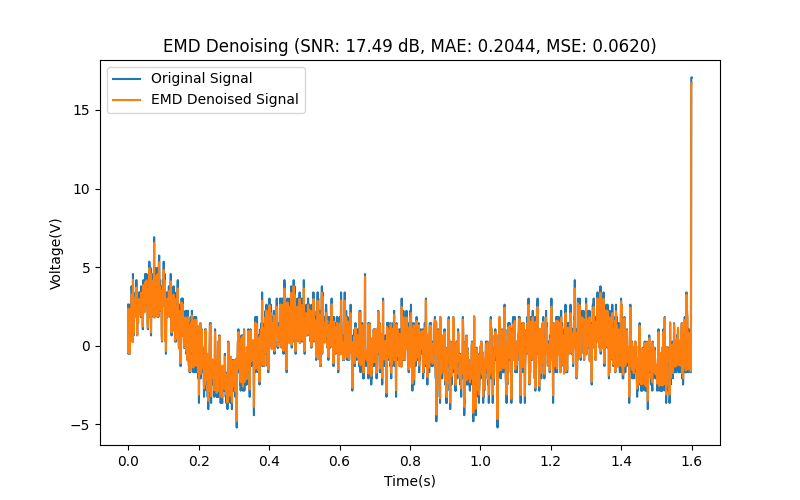 EMD Denoising (SNR: 17.49 dB, MAE: 0.2044, MSE: 0.0620)
Original Signal
EMD Denoised Signal
15
10
5
0
−5
Voltage(V)
0.0 0.2 0.4 0.6 0.8 1.0 1.2 1.4 1.6
Time(s)